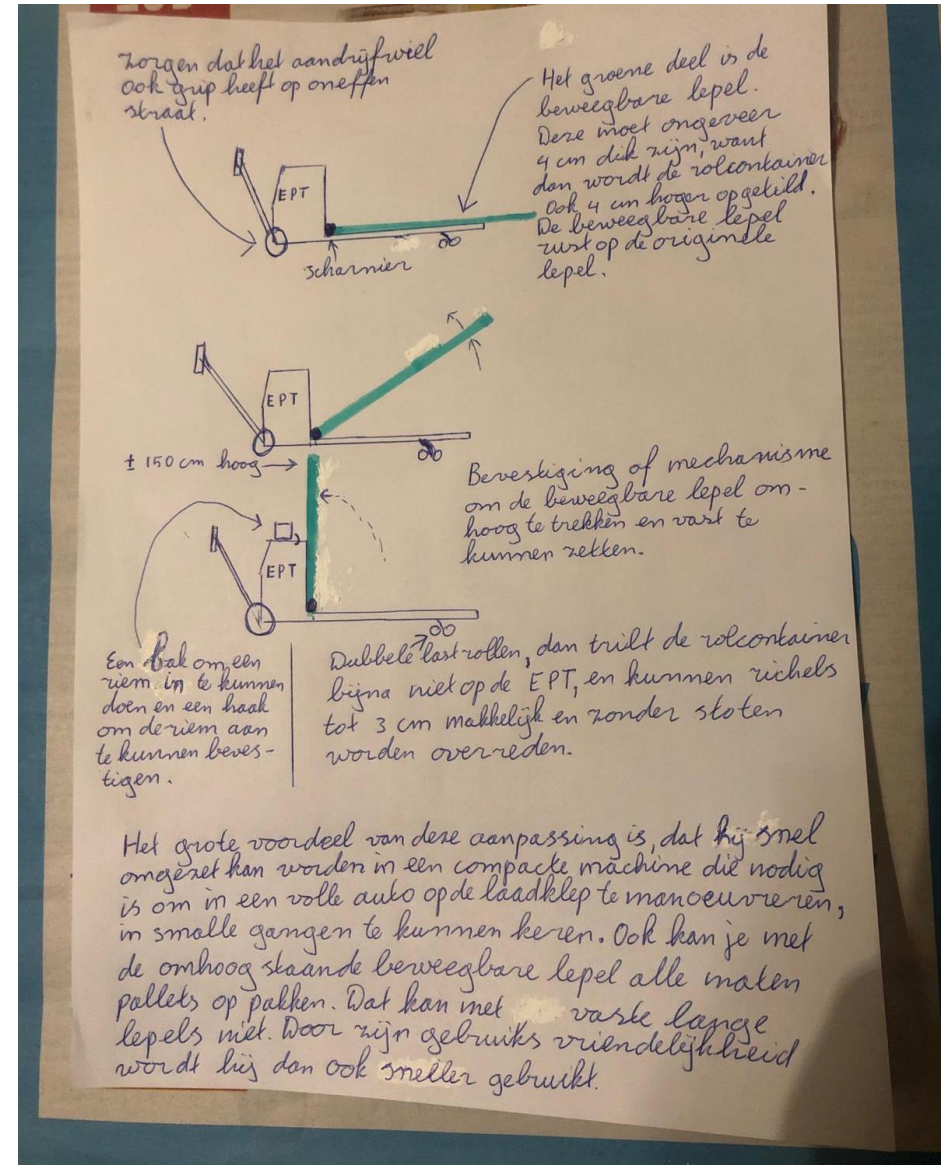 Zorgen dat het aandrijfwiel
ook grip heeft op oneffen
straat.
Het groene deel is de
beweegbare lepel.
Deze moet ongeveer
4 cm dik zijn, want
dan wordt de rolcontainer
ook 4 cm hoger opgetild.
De beweegbare lepel
rust op de originele
lepel.
EPT
scharnier
EPT
± 150 cm hoog
Bevestiging of mechanisme
om de beweegbare lepel om-
hoog te trekken en vast te
kunnen zetten.
EPT
Een bak om een
riem in te kunnen
doen en een haak
om de riem aan
te kunnen beves-
tigen.
Dubbele lastrollen, dan trilt de rolcontainer
bijna niet op de EPT, en kunnen richels
tot 3 cm makkelijk en zonder stoten
worden overreden.
Het grote voordeel van deze aanpassing is, dat hij snel
omgezet kan worden in een compacte machine die nodig
is om in een volle auto op de laadklep te manoeuvreren,
in smalle gangen te kunnen keren. Ook kan je met
de omhoog staande beweegbare lepel alle maten
pallets op pakken. Dat kan met vaste lange
lepels niet. Door zijn gebruiks vriendelijkheid
wordt hij dan ook sneller gebruikt.